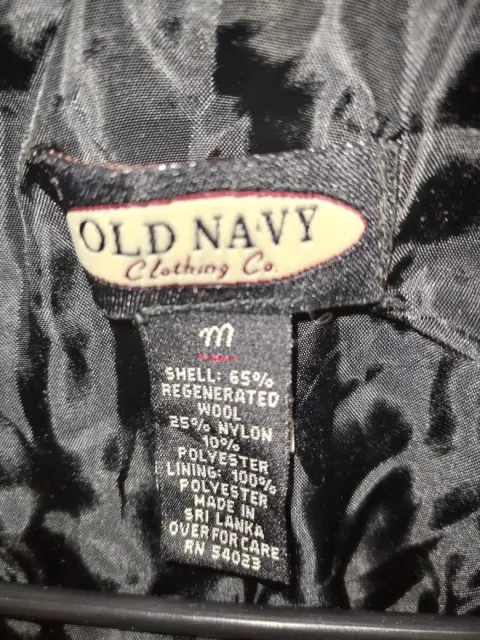 OLD NAVY
Clothing Co.
m
SHELL: 65%
REGENERATED
WOOL
25% NYLON
10%
POLYESTER
LINING: 100%
POLYESTER
MADE IN
SRI LANKA
OVER FOR CARE
RN 54023